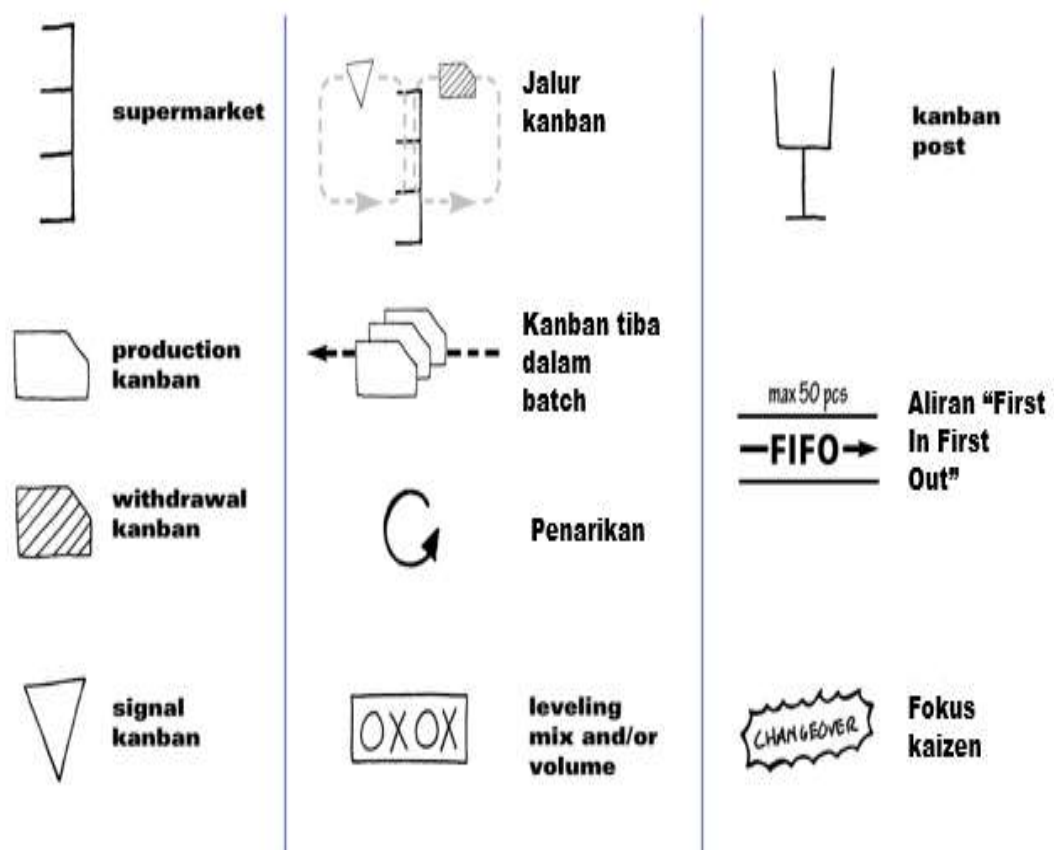 supermarket
production
kanban
withdrawal
kanban
signal
kanban
Jalur
kanban
Kanban tiba
dalam
batch
Penarikan
OXOX
leveling
mix and/or
volume
kanban
post
max 50 pcs
FIFO
Aliran “First
In First
Out”
CHANGEOVER
Fokus
kaizen